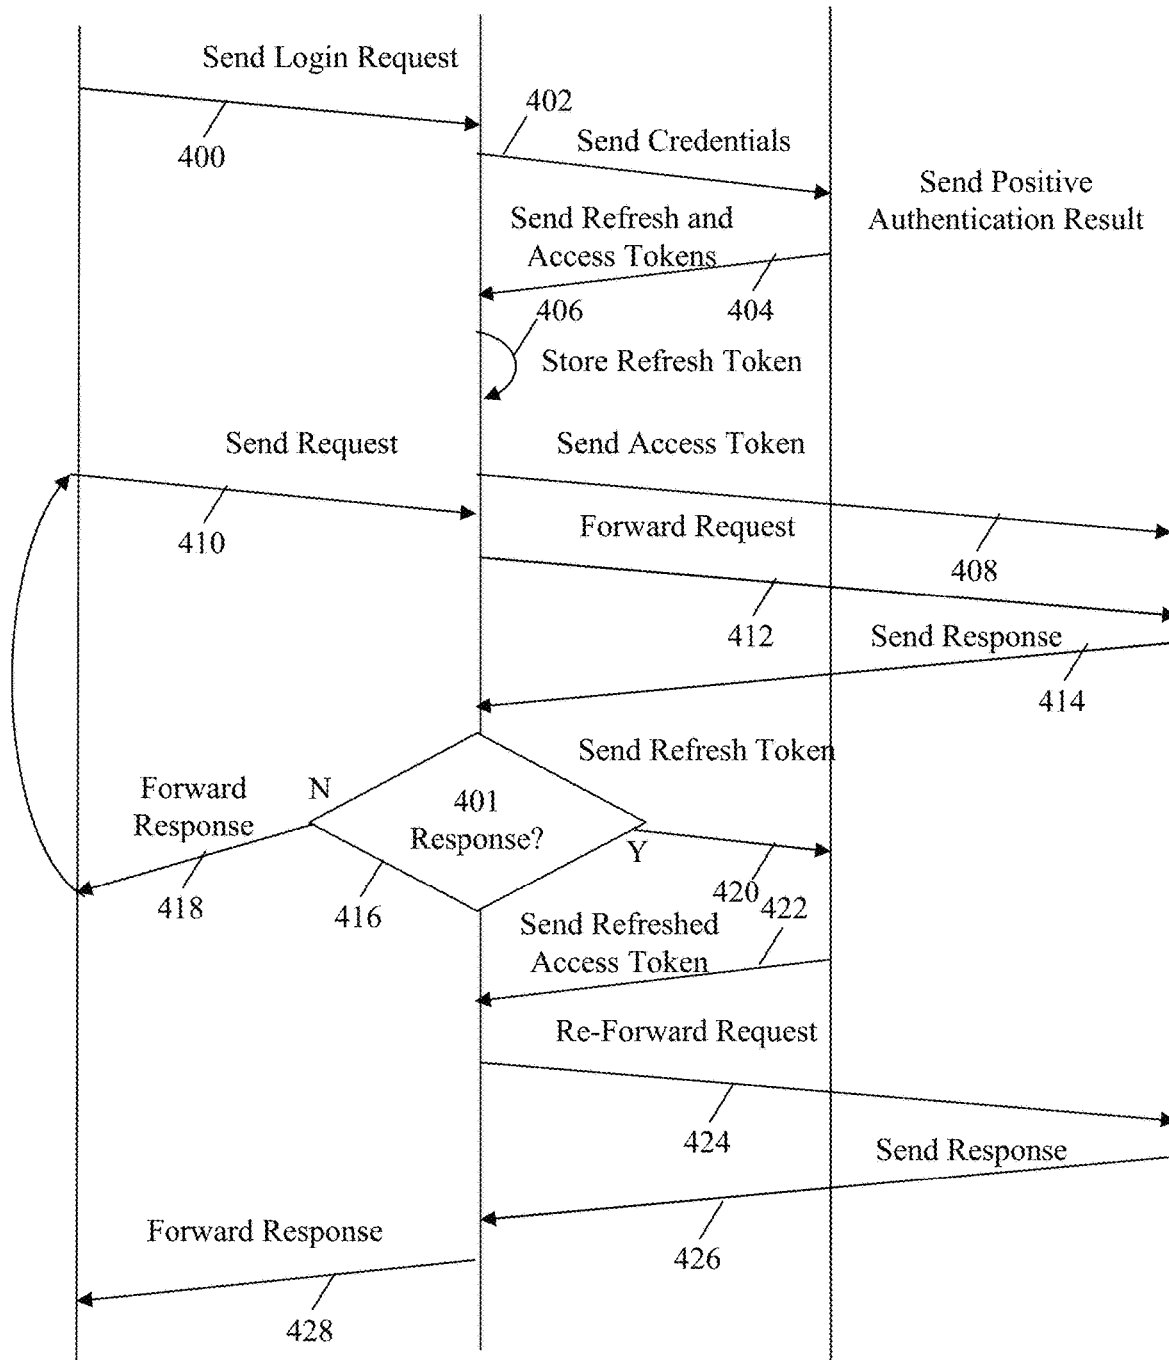 Send Login Request
402
400
Send Credentials
Send Positive
Authentication Result
Send Refresh and
Access Tokens
406
404
Store Refresh Token
Send Request
Send Access Token
410
Forward Request
408
412
Send Response
414
Send Refresh Token
Forward
Response
N
401
Response?
Y
418
416
420
422
Send Refreshed
Access Token
Re-Forward Request
424
Send Response
426
Forward Response
428